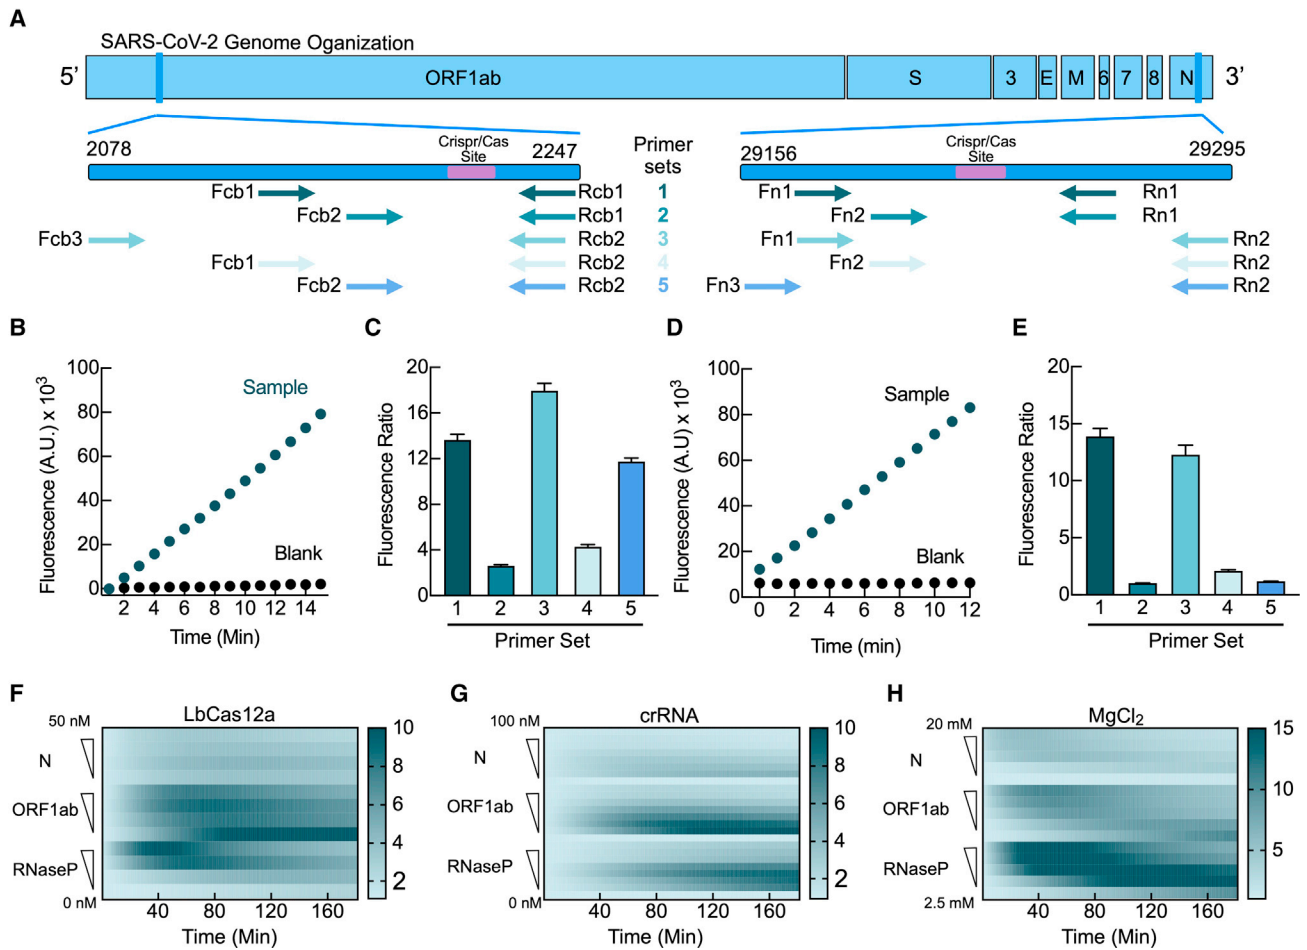 A
SARS-CoV-2 Genome Oganization
5’ ORF1ab S 3 E M 6 7 8 N 3’
2078 Crispr/Cas Site 2247
Primer sets
29156 Crispr/Cas Site 29295
Fcb1 Rcb1 1 Fn1 Rn1
Fcb2 Rcb1 2 Fn2 Rn1
Fcb3 Rcb2 3 Fn1 Rn2
Fcb1 Rcb2 4 Fn2 Rn2
Fcb2 Rcb2 5 Fn3 Rn2
B
Fluorescence (A.U.) x 10³
100
80
60
40
20
0
Sample
Blank
2 4 6 8 10 12 14
Time (Min)
C
Fluorescence Ratio
20
16
12
8
4
0
1 2 3 4 5
Primer Set
D
Fluorescence (A.U) x 10³
100
80
60
40
20
0
Sample
Blank
0 2 4 6 8 10 12
Time (min)
E
Fluorescence Ratio
20
15
10
5
0
1 2 3 4 5
Primer Set
F
LbCas12a
50 nM
N
ORF1ab
RNaseP
0 nM
40 80 120 160
Time (Min)
10
8
6
4
2
G
crRNA
100 nM
N
ORF1ab
RNaseP
0 nM
40 80 120 160
Time (Min)
10
8
6
4
2
H
MgCl₂
20 mM
N
ORF1ab
RNaseP
2.5 mM
40 80 120 160
Time (Min)
15
10
5